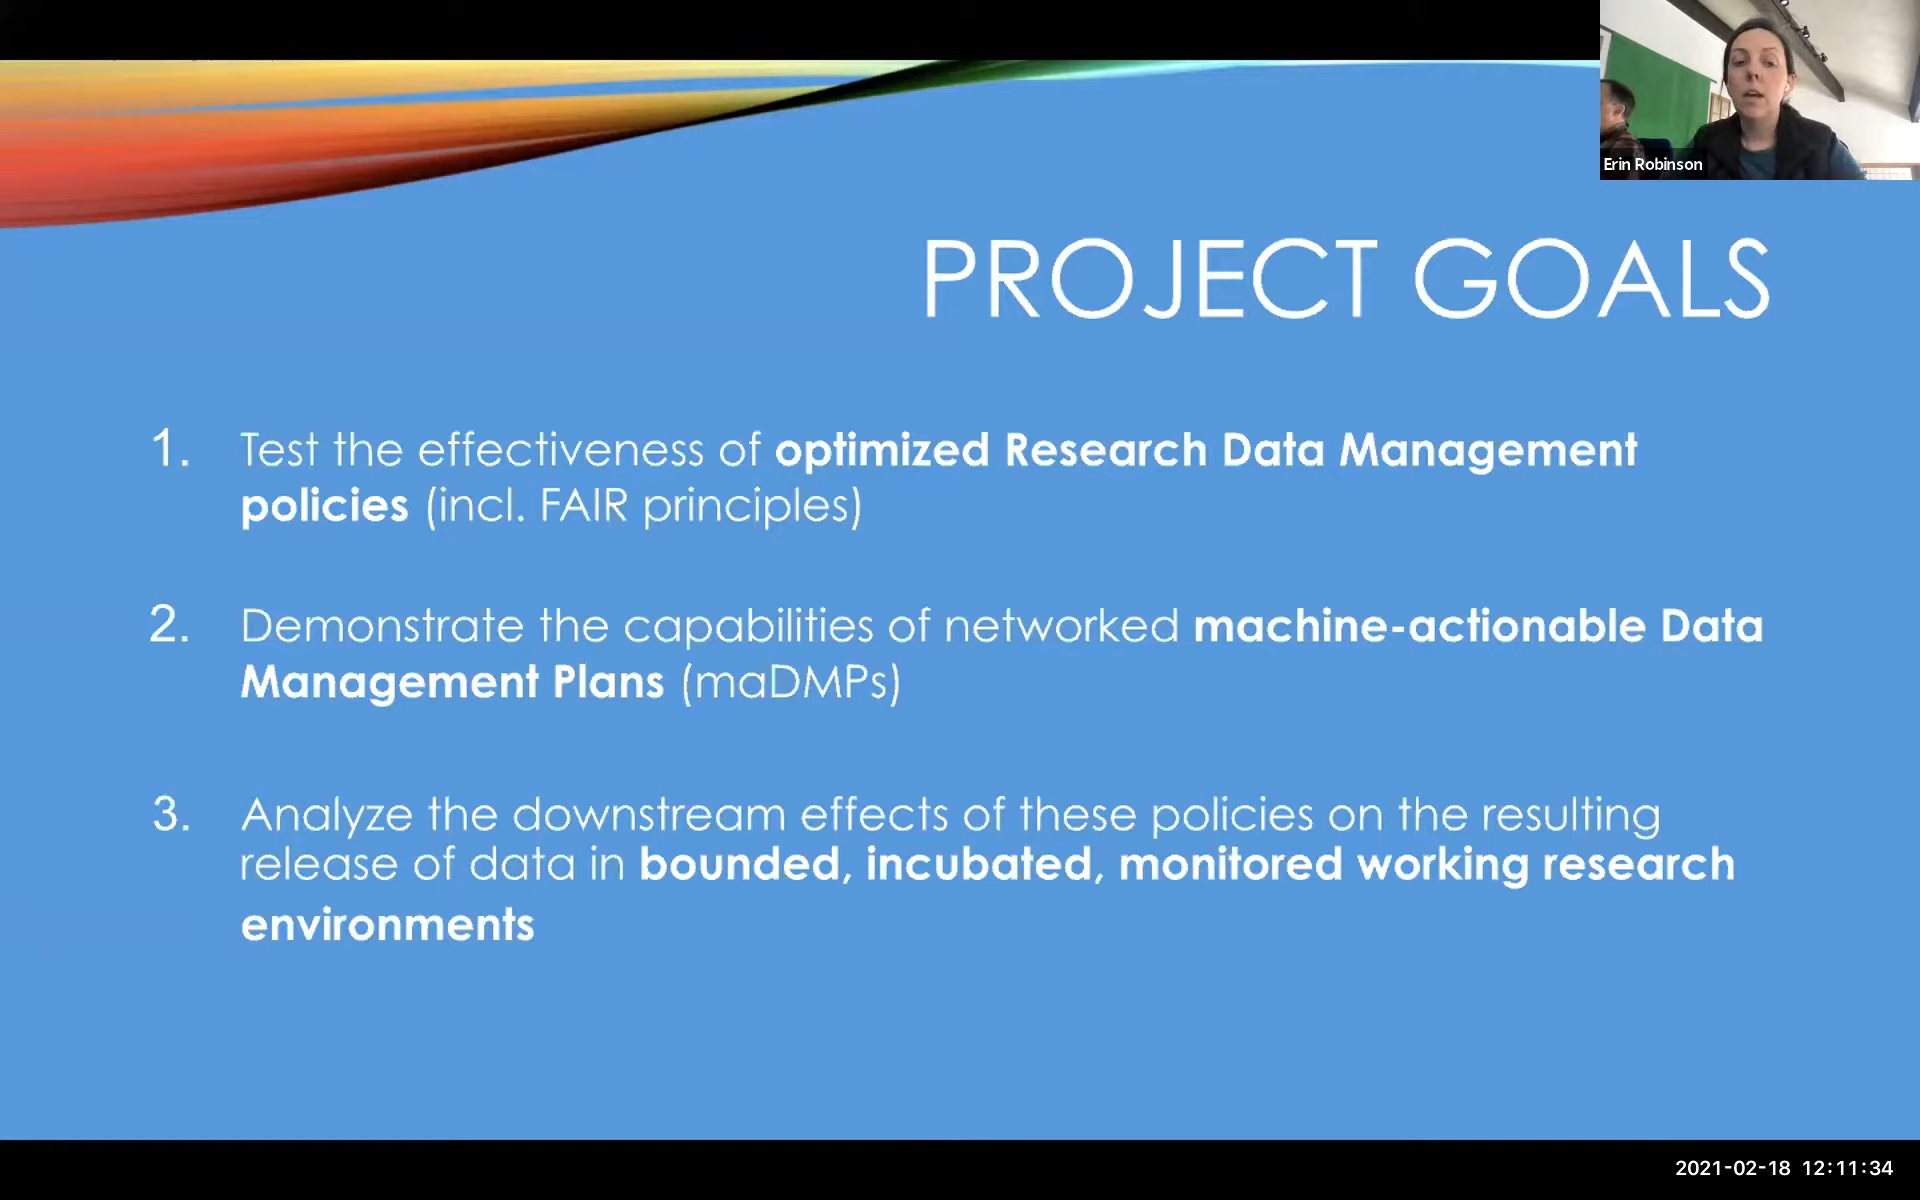 Erin Robinson
PROJECT GOALS
1. Test the effectiveness of optimized Research Data Management
policies (incl. FAIR principles)
2. Demonstrate the capabilities of networked machine-actionable Data
Management Plans (maDMPs)
3. Analyze the downstream effects of these policies on the resulting
release of data in bounded, incubated, monitored working research
environments
2021-02-18 12:11:34